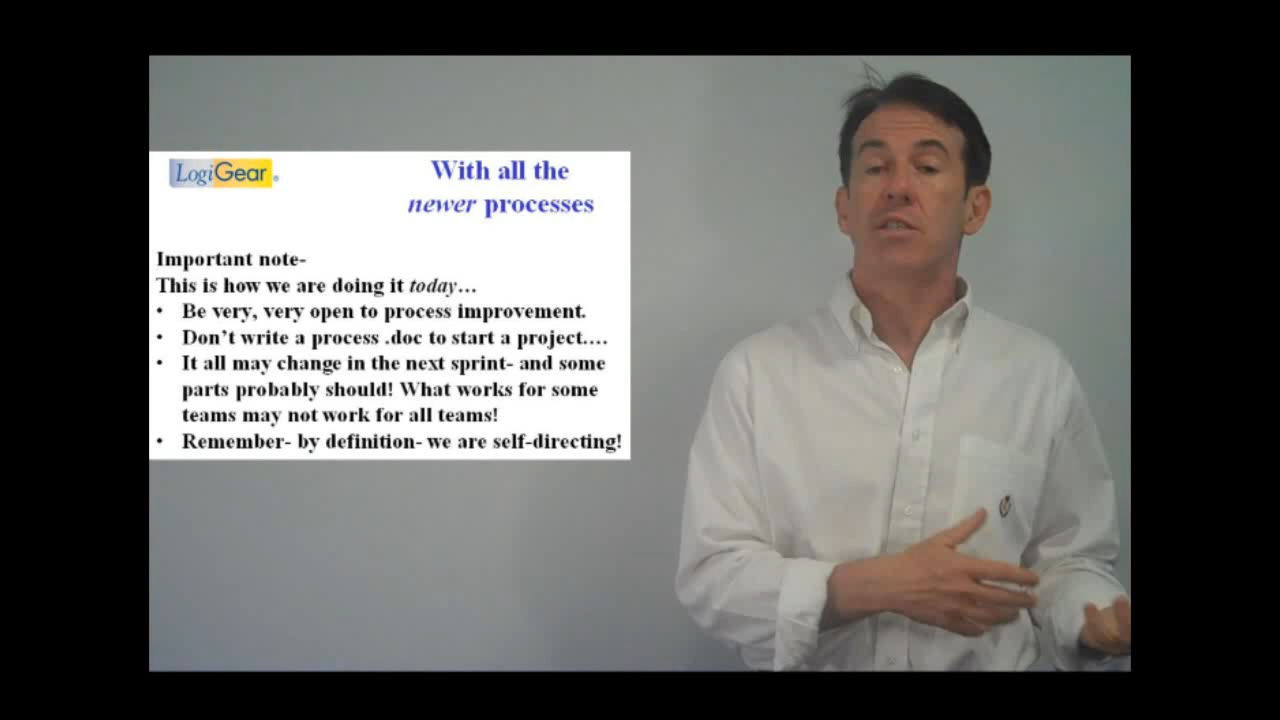 LogiGear®
With all the
newer processes
Important note-
This is how we are doing it today…
• Be very, very open to process improvement.
• Don't write a process .doc to start a project….
• It all may change in the next sprint- and some
parts probably should! What works for some
teams may not work for all teams!
• Remember- by definition- we are self-directing!